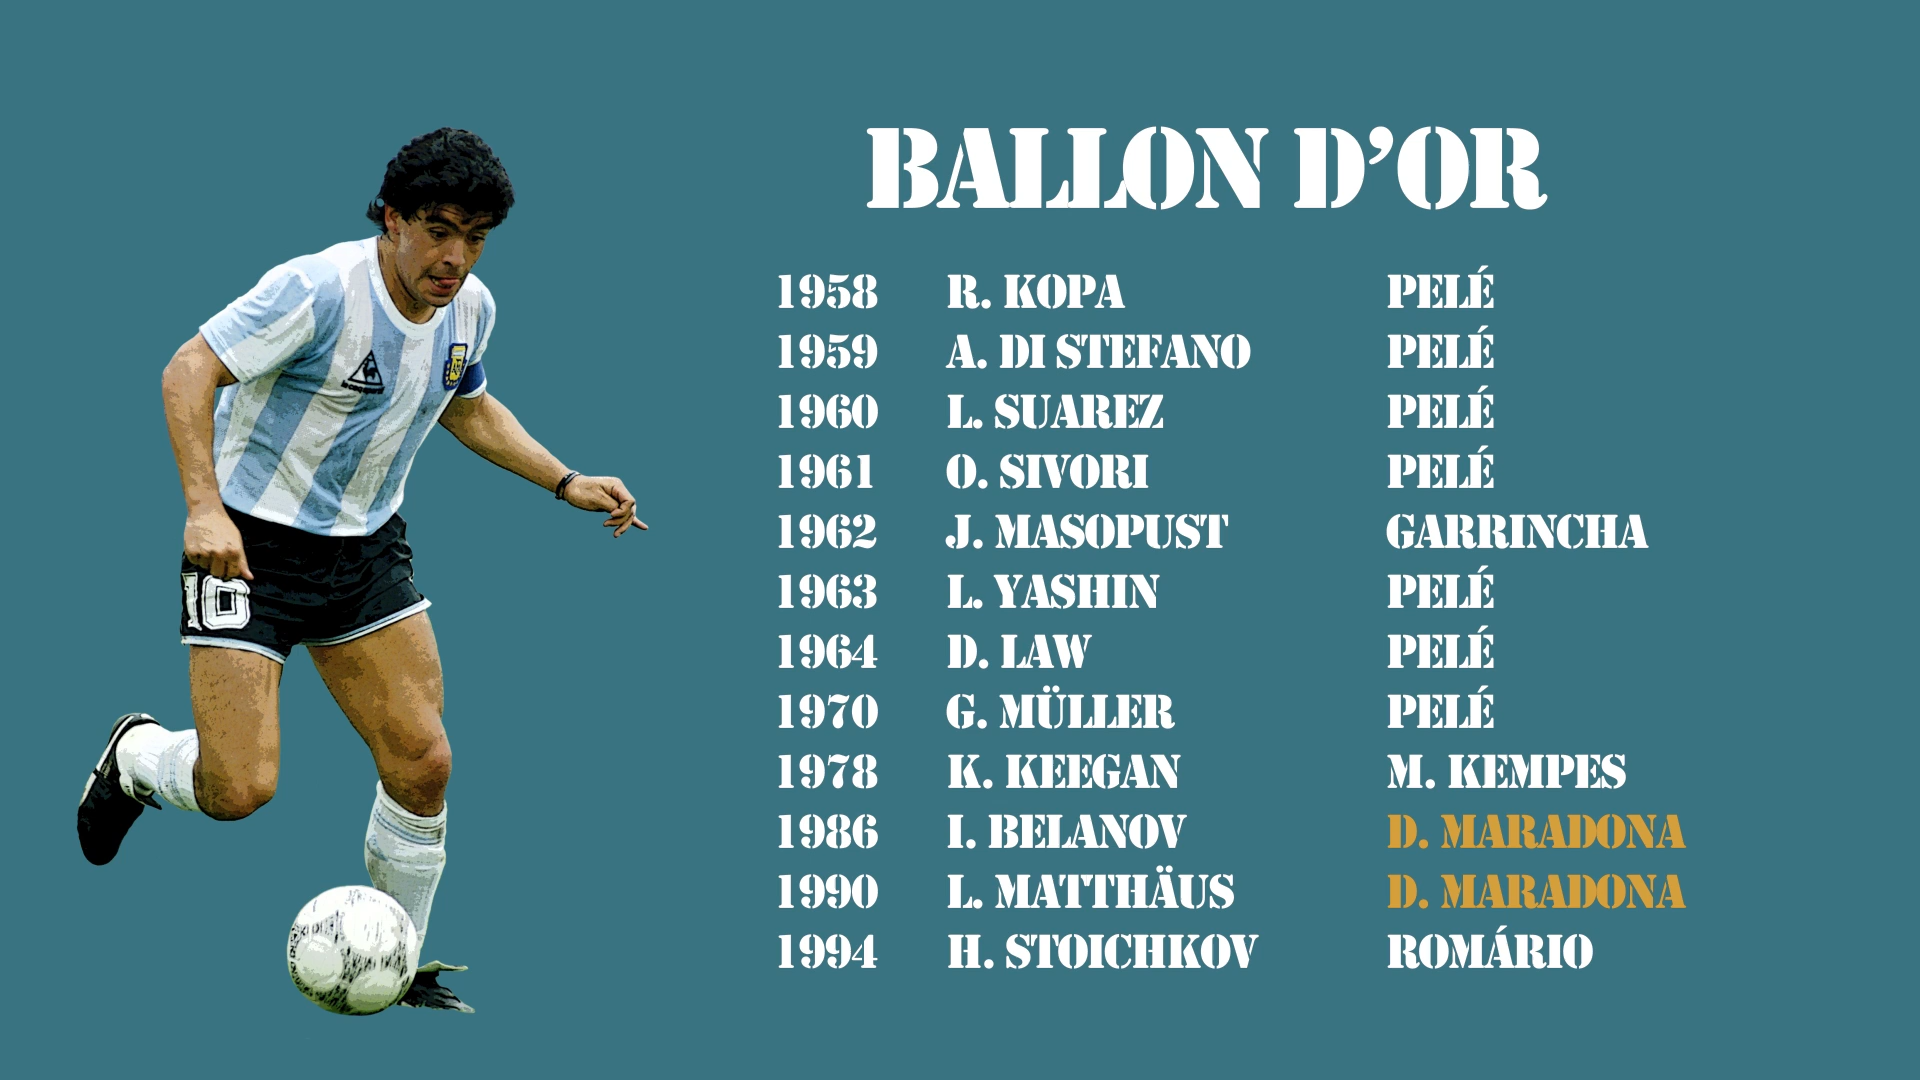 BALLON D'OR
1958 R. KOPA PELÉ
1959 A. DI STEFANO PELÉ
1960 L. SUAREZ PELÉ
1961 O. SIVORI PELÉ
1962 J. MASOPUST GARRINCHA
1963 L. YASHIN PELÉ
1964 D. LAW PELÉ
1970 G. MÜLLER PELÉ
1978 K. KEEGAN M. KEMPES
1986 I. BELANOV D. MARADONA
1990 L. MATTHÄUS D. MARADONA
1994 H. STOICHKOV ROMÁRIO
10